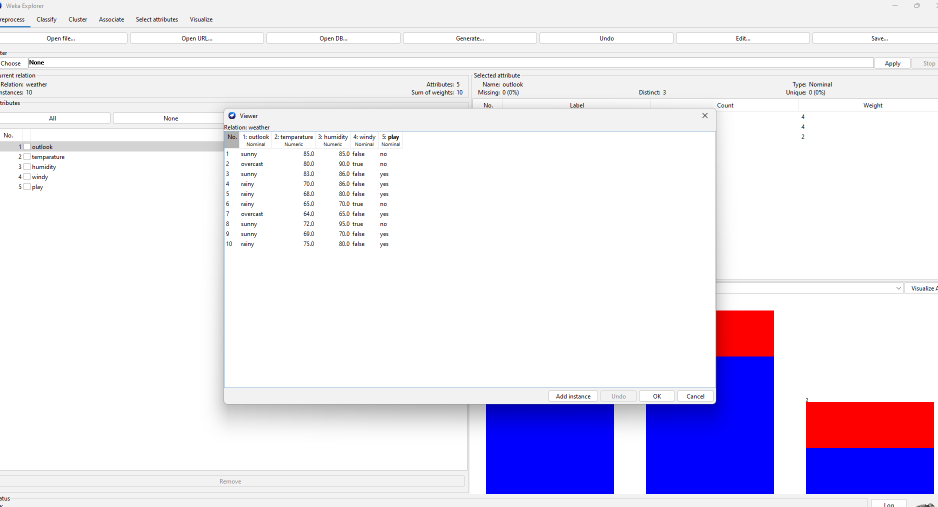 Weka Explorer
reprocess Classify Cluster Associate Select attributes Visualize
Open file... Open URL... Open DB... Generate... Undo Edit... Save...
ter
Choose None Apply Stop
urrent relation
Relation: weather Attributes: 5
nstances: 10 Sum of weights: 10
Selected attribute
Name: outlook Type: Nominal
Missing: 0 (0%) Distinct: 3 Unique: 0 (0%)
ttributes
All None
No.
1 outlook
2 temparature
3 humidity
4 windy
5 play
No. Label Count Weight
4
4
2
Viewer
Relation: weather
No. 1: outlook 2: temparature 3: humidity 4: windy 5: play
Nominal Numeric Numeric Nominal Nominal
1 sunny 85.0 85.0 false no
2 overcast 80.0 90.0 true no
3 sunny 83.0 86.0 false yes
4 rainy 70.0 86.0 false yes
5 rainy 68.0 80.0 false yes
6 rainy 65.0 70.0 true no
7 overcast 64.0 65.0 false yes
8 sunny 72.0 95.0 true no
9 sunny 69.0 70.0 false yes
10 rainy 75.0 80.0 false yes
Add instance Undo OK Cancel
Visualize A
2
Remove
tatus
Log